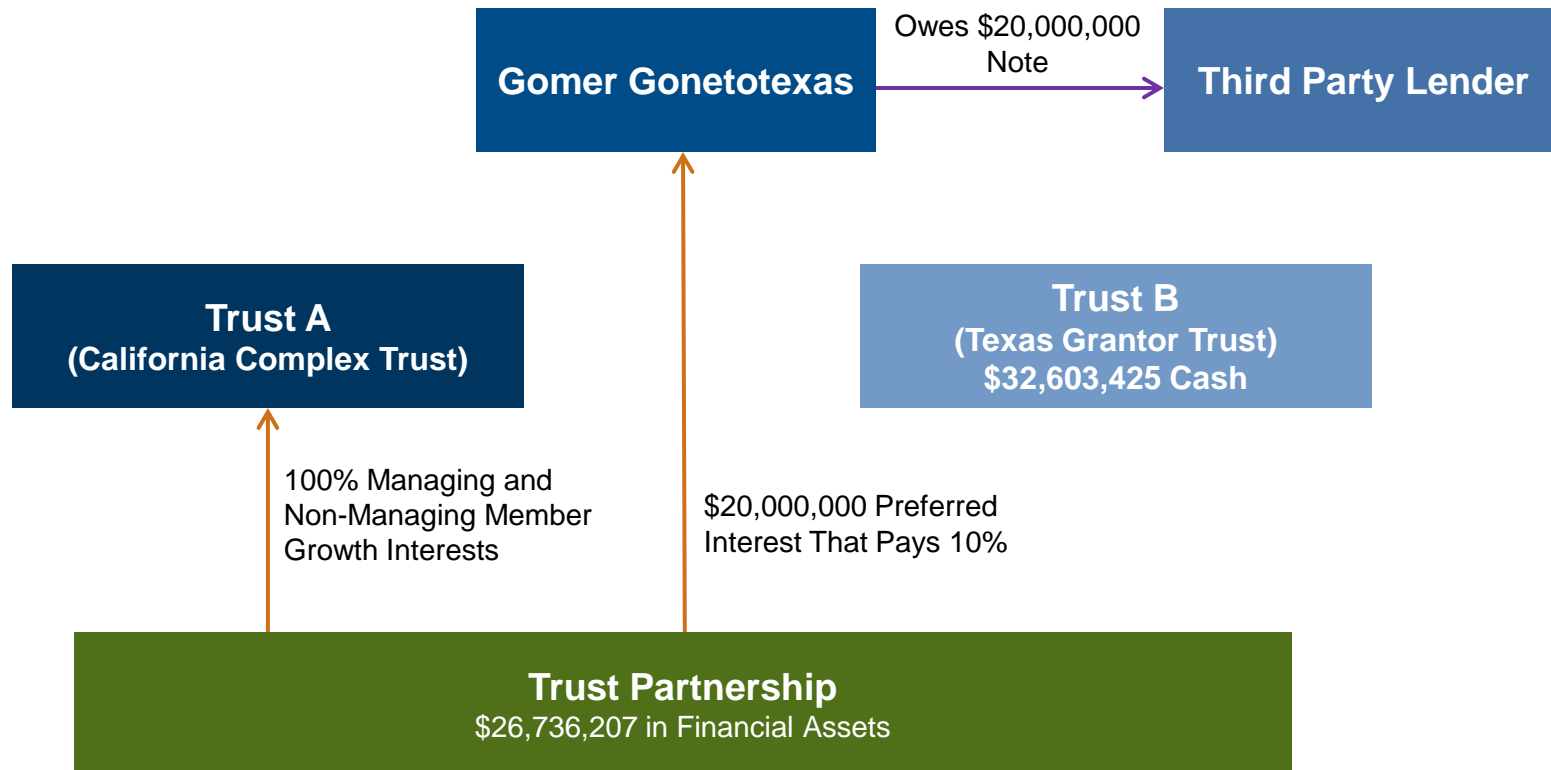 Owes $20,000,000
Note
Gomer Gonetotexas
Third Party Lender
Trust A
(California Complex Trust)
Trust B
(Texas Grantor Trust)
$32,603,425 Cash
100% Managing and
Non-Managing Member
Growth Interests
$20,000,000 Preferred
Interest That Pays 10%
Trust Partnership
$26,736,207 in Financial Assets